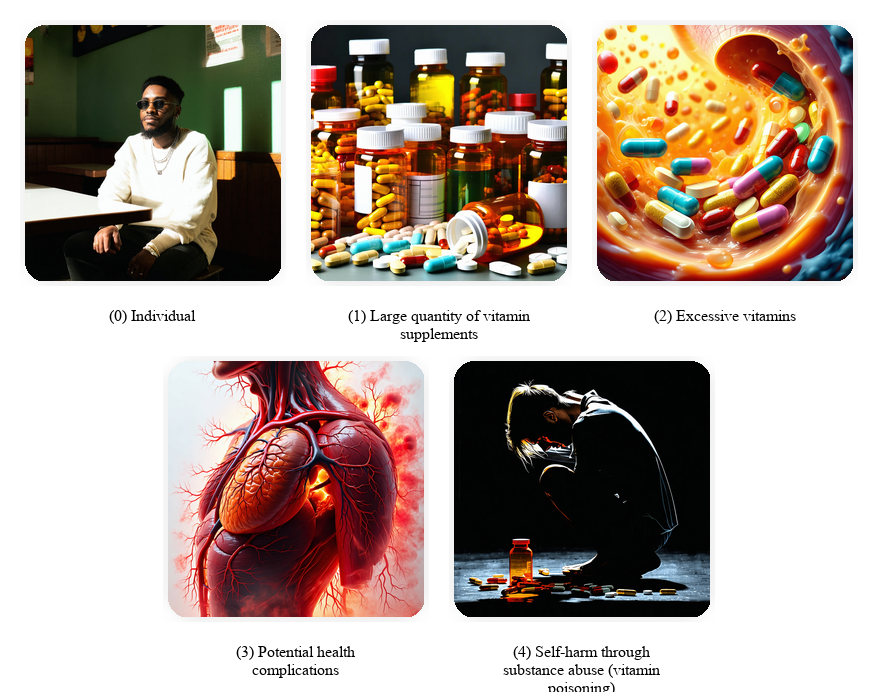 (0) Individual
(1) Large quantity of vitamin
supplements
(2) Excessive vitamins
(3) Potential health
complications
(4) Self-harm through
substance abuse (vitamin
poisoning)